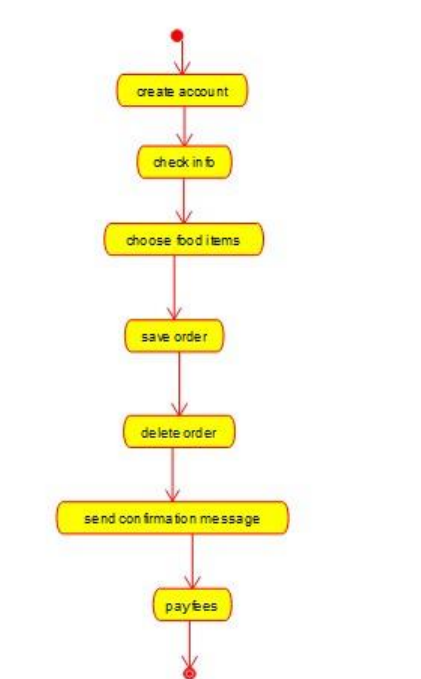 create account
check info
choose food items
save order
delete order
send confirmation message
pay fees